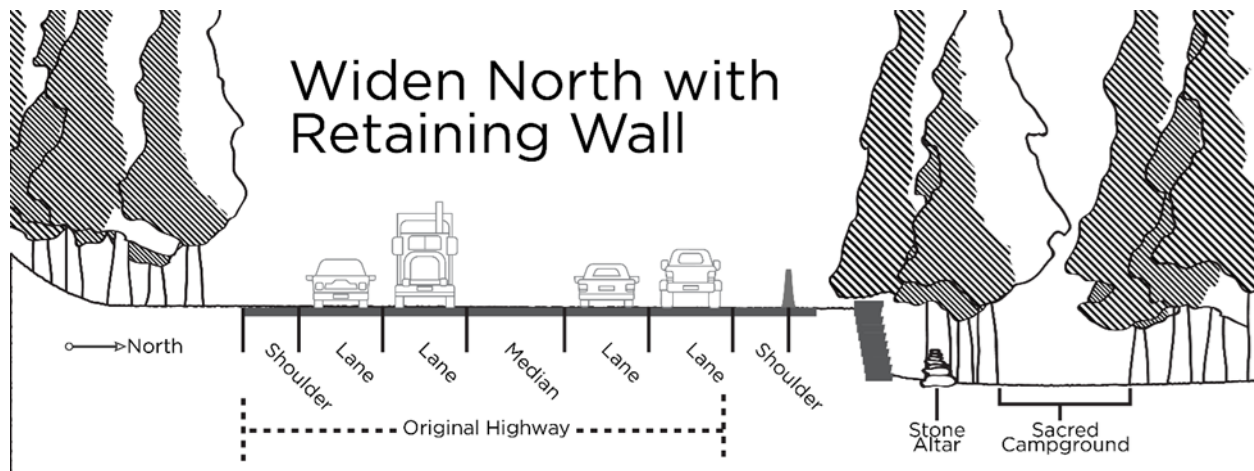 Widen North with
Retaining Wall
North
Shoulder
Lane
Lane
Median
Lane
Lane
Shoulder
Original Highway
Stone
Altar
Sacred
Campground